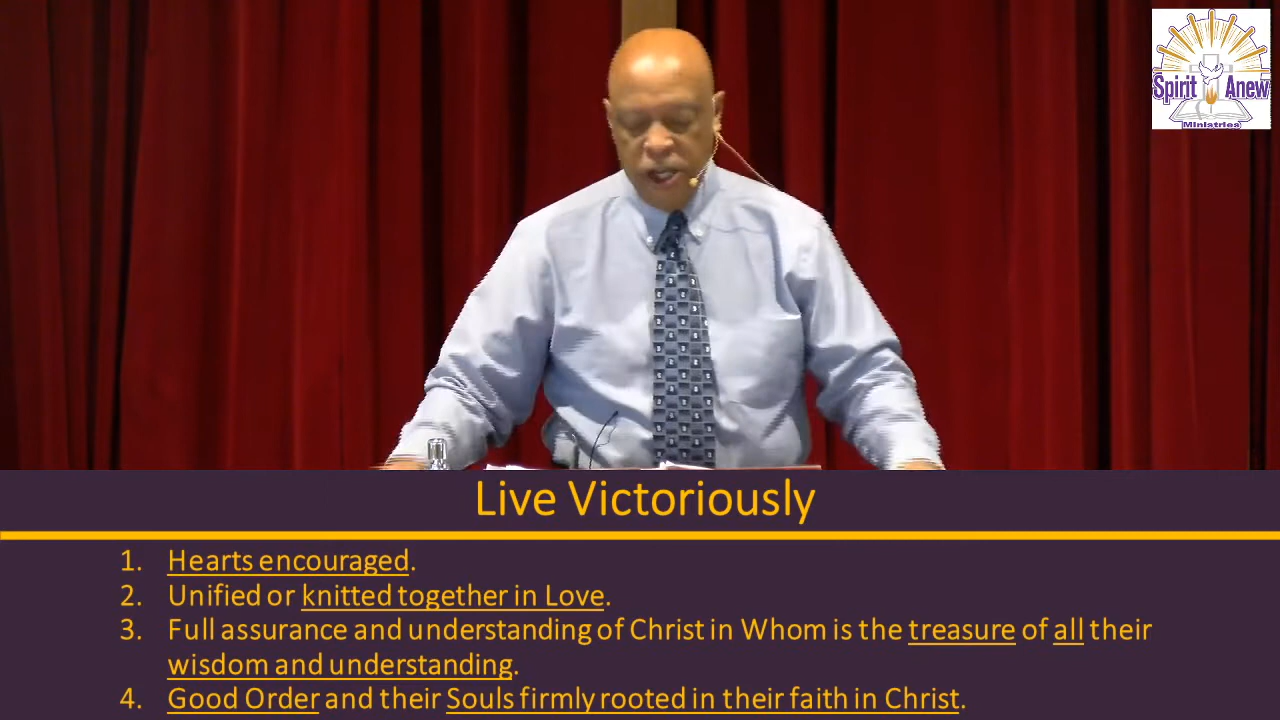 Spirit Anew
Ministries
Live Victoriously
1. Hearts encouraged.
2. Unified or knitted together in Love.
3. Full assurance and understanding of Christ in Whom is the treasure of all their
wisdom and understanding.
4. Good Order and their Souls firmly rooted in their faith in Christ.